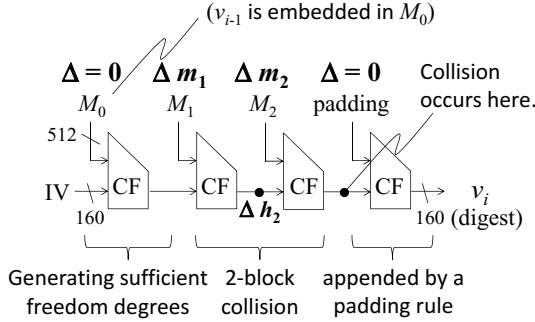 (v_{i-1} is embedded in M_0)
Δ = 0 Δ m_1 Δ m_2 Δ = 0 Collision
M_0 M_1 M_2 padding occurs here.
512
IV CF CF CF CF v_i
160 Δ h_2 160 (digest)
Generating sufficient 2-block appended by a
freedom degrees collision padding rule